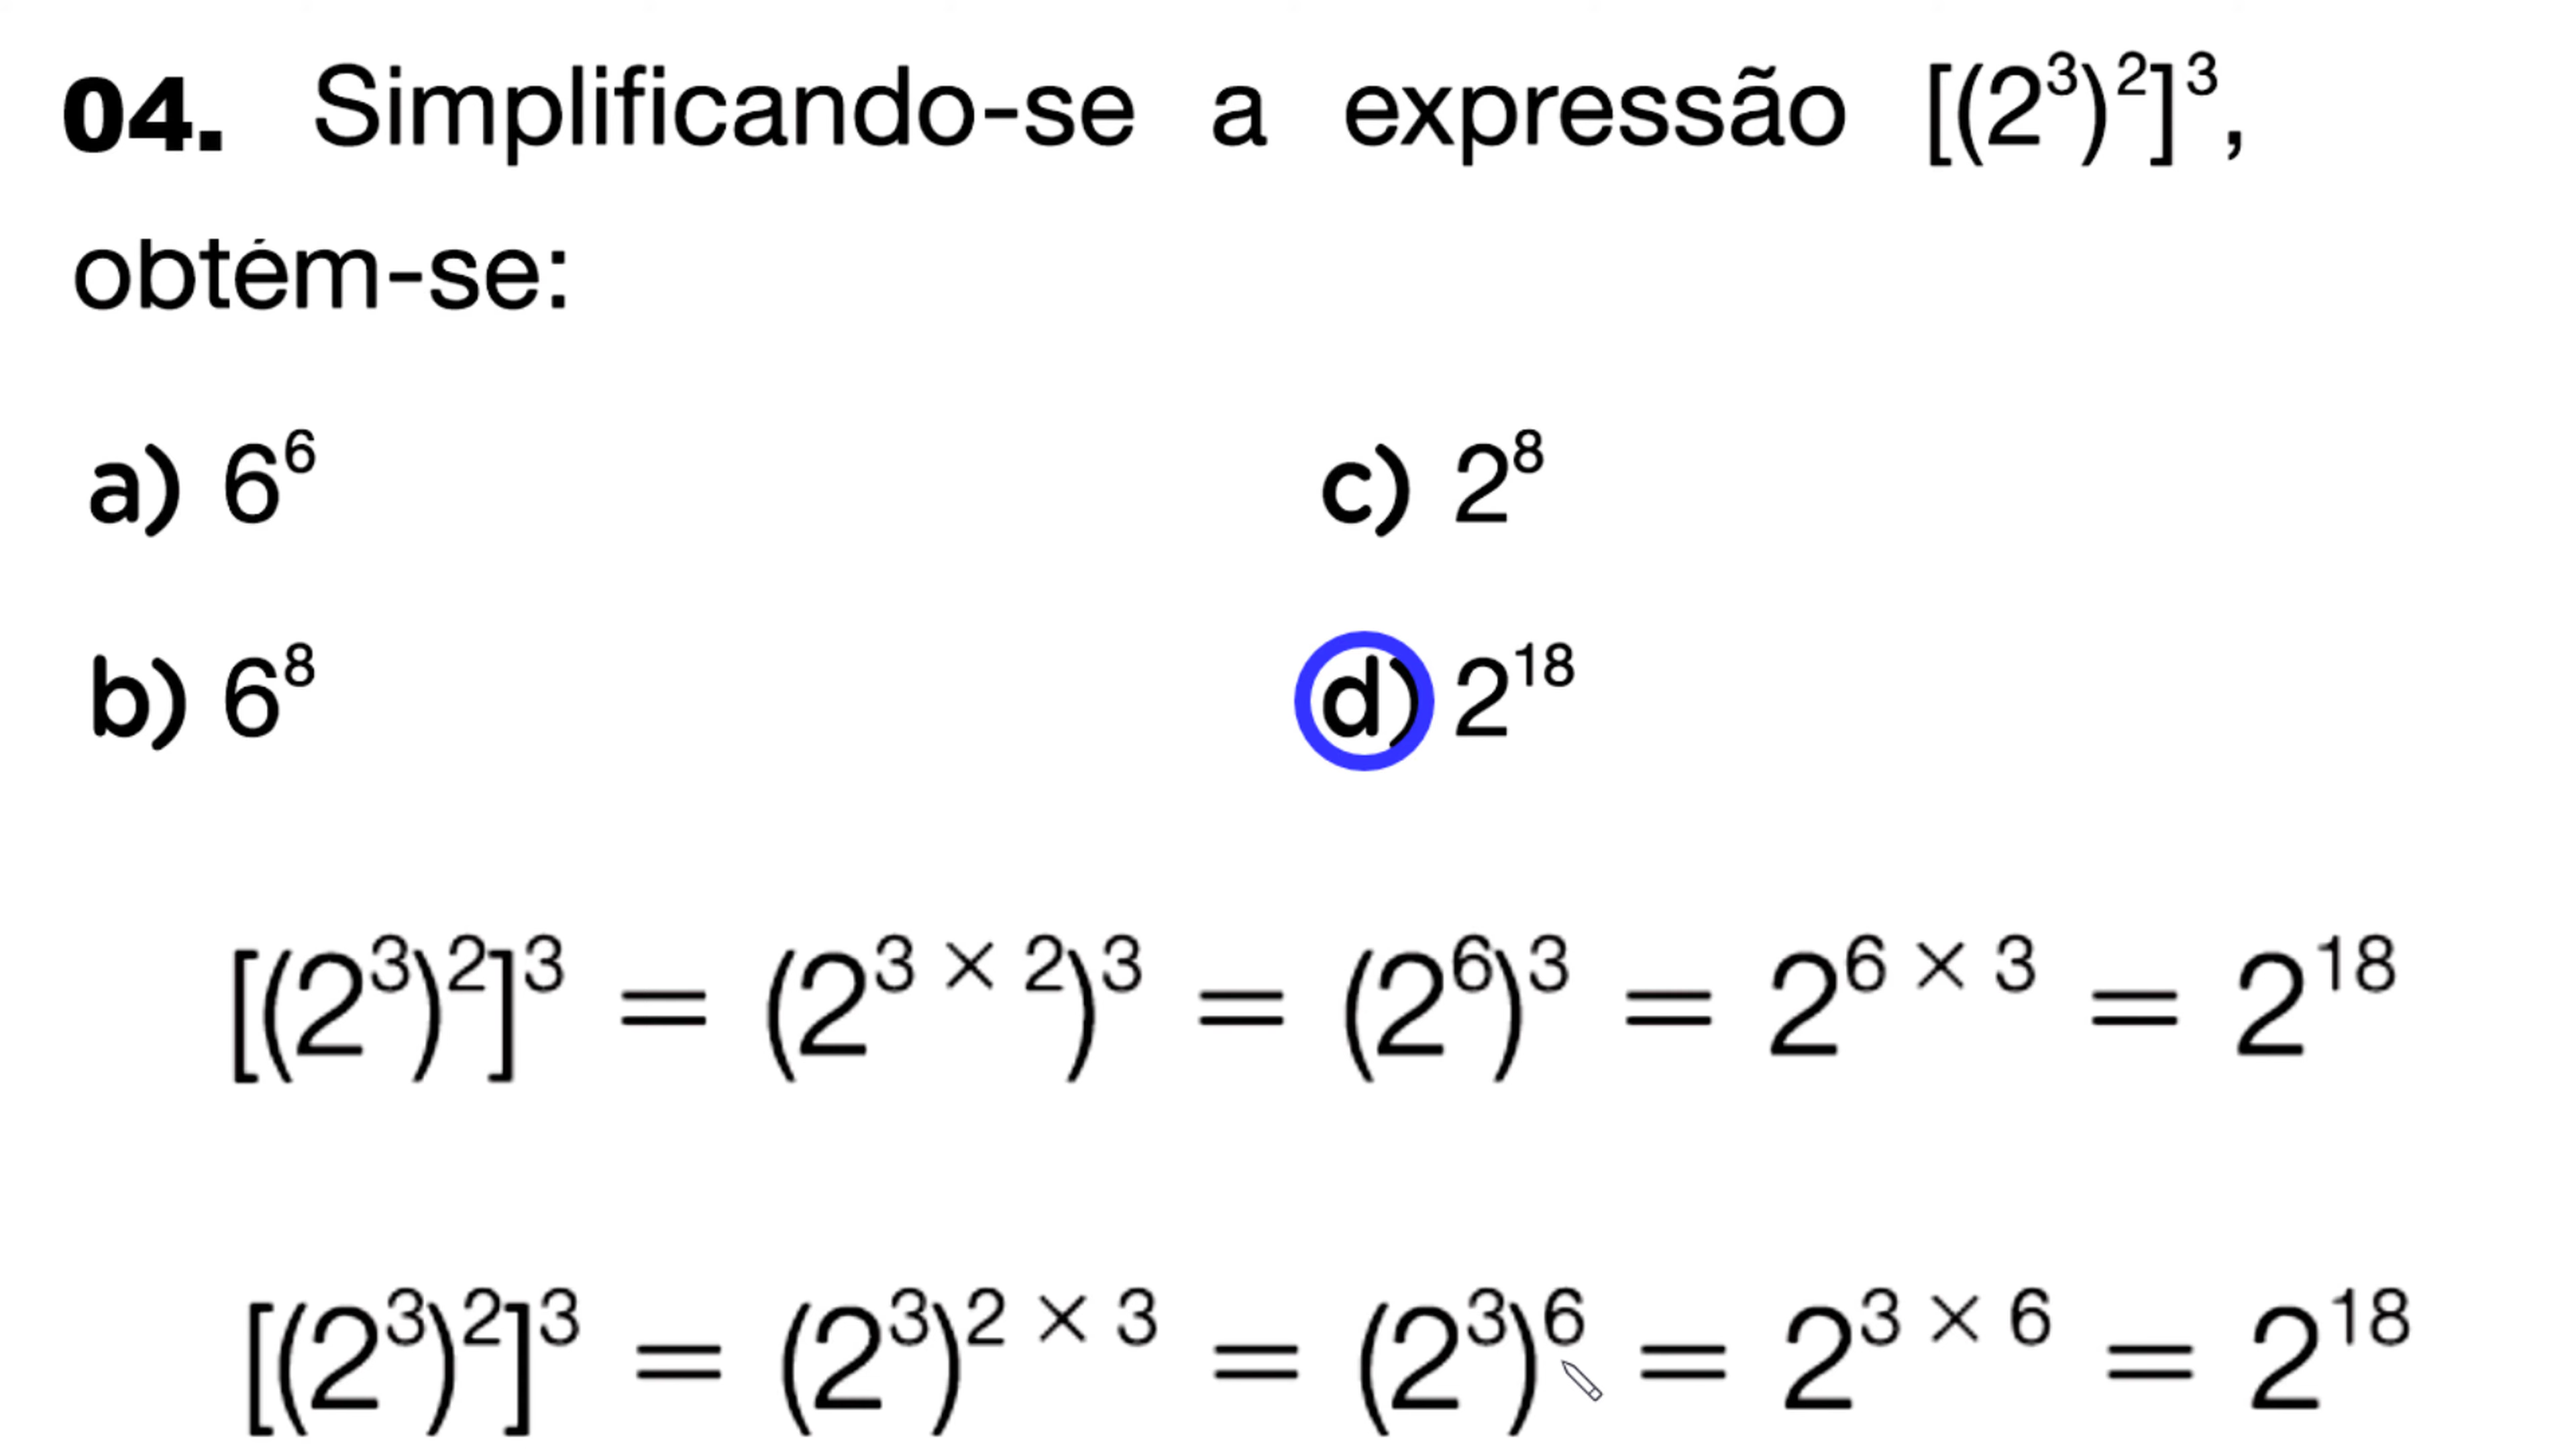 04. Simplificando-se a expressão [(2³)²]³,
obtém-se:
a) 6⁶
c) 2⁸
b) 6⁸
d) 2¹⁸
[(2³)²]³ = (2³ ˣ ²)³ = (2⁶)³ = 2⁶ ˣ ³ = 2¹⁸
[(2³)²]³ = (2³)² ˣ ³ = (2³)⁶ = 2³ ˣ ⁶ = 2¹⁸